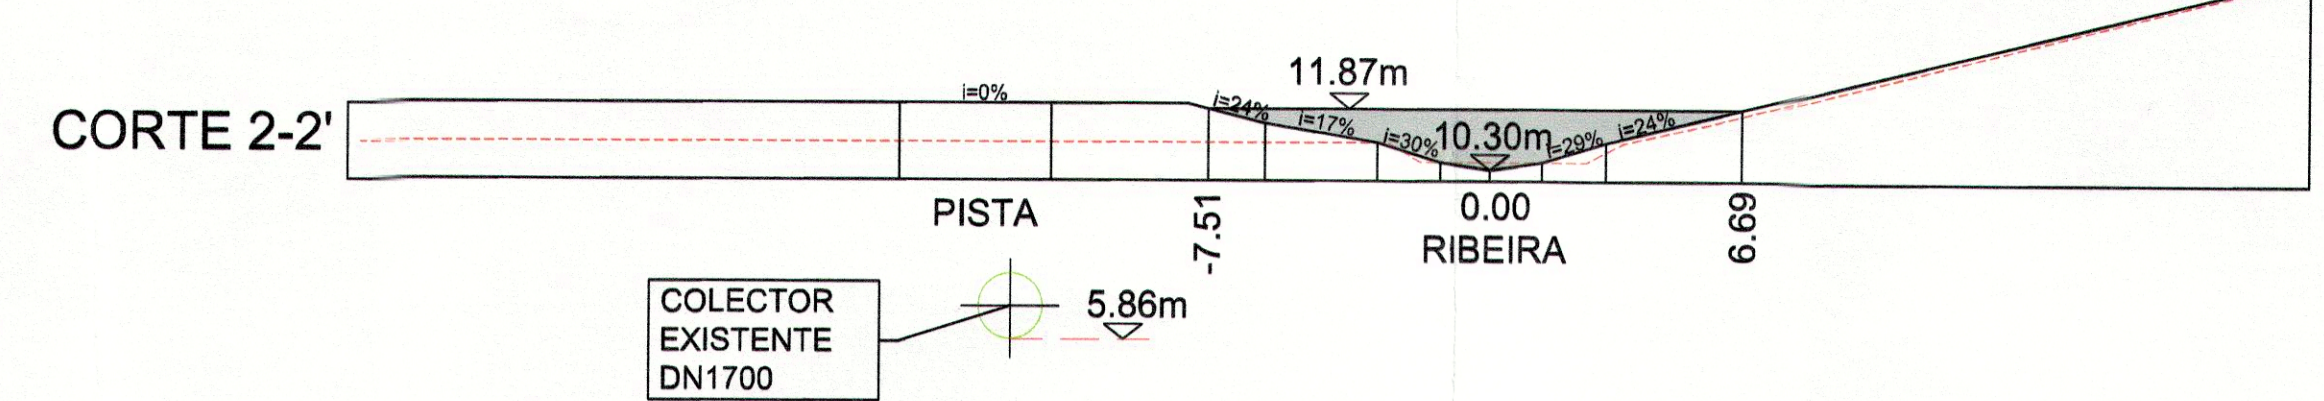 CORTE 2-2'
i=0%
11.87m
i=24%
i=17%
i=30%
10.30m
i=29%
i=24%
PISTA
-7.51
0.00
RIBEIRA
6.69
COLECTOR
EXISTENTE
DN1700
5.86m